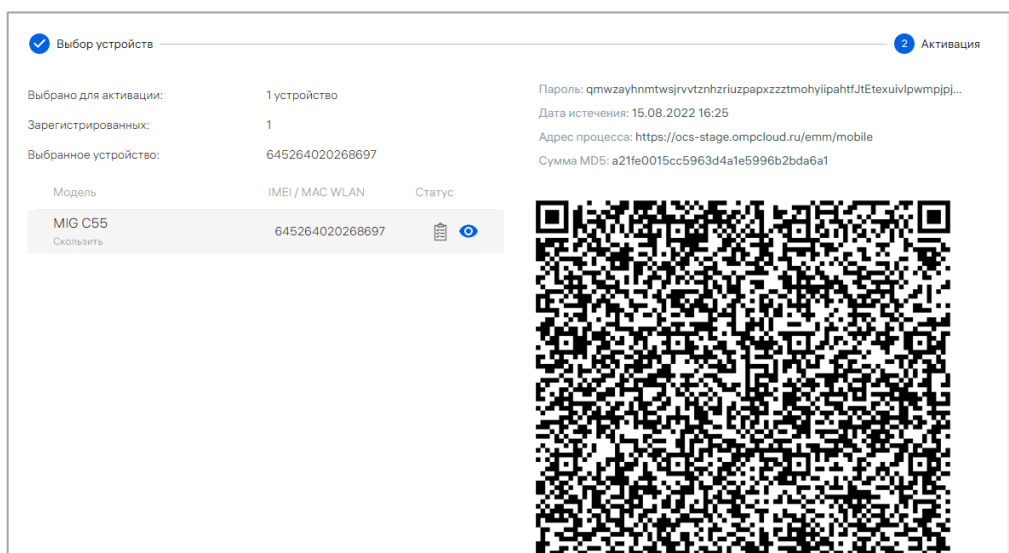 Выбор устройств
2 Активация
Выбрано для активации: 1 устройство
Зарегистрированных: 1
Выбранное устройство: 645264020268697
Модель IMEI / MAC WLAN Статус
MIG C55 645264020268697
Скользить
Пароль: qmwzayhnmtwsjrvvtznhzriuzpapxzzztmohyiipahtfJtEtexuivlpwmpjpj...
Дата истечения: 15.08.2022 16:25
Адрес процесса: https://ocs-stage.ompcloud.ru/emm/mobile
Сумма MD5: a21fe0015cc5963d4a1e5996b2bda6a1